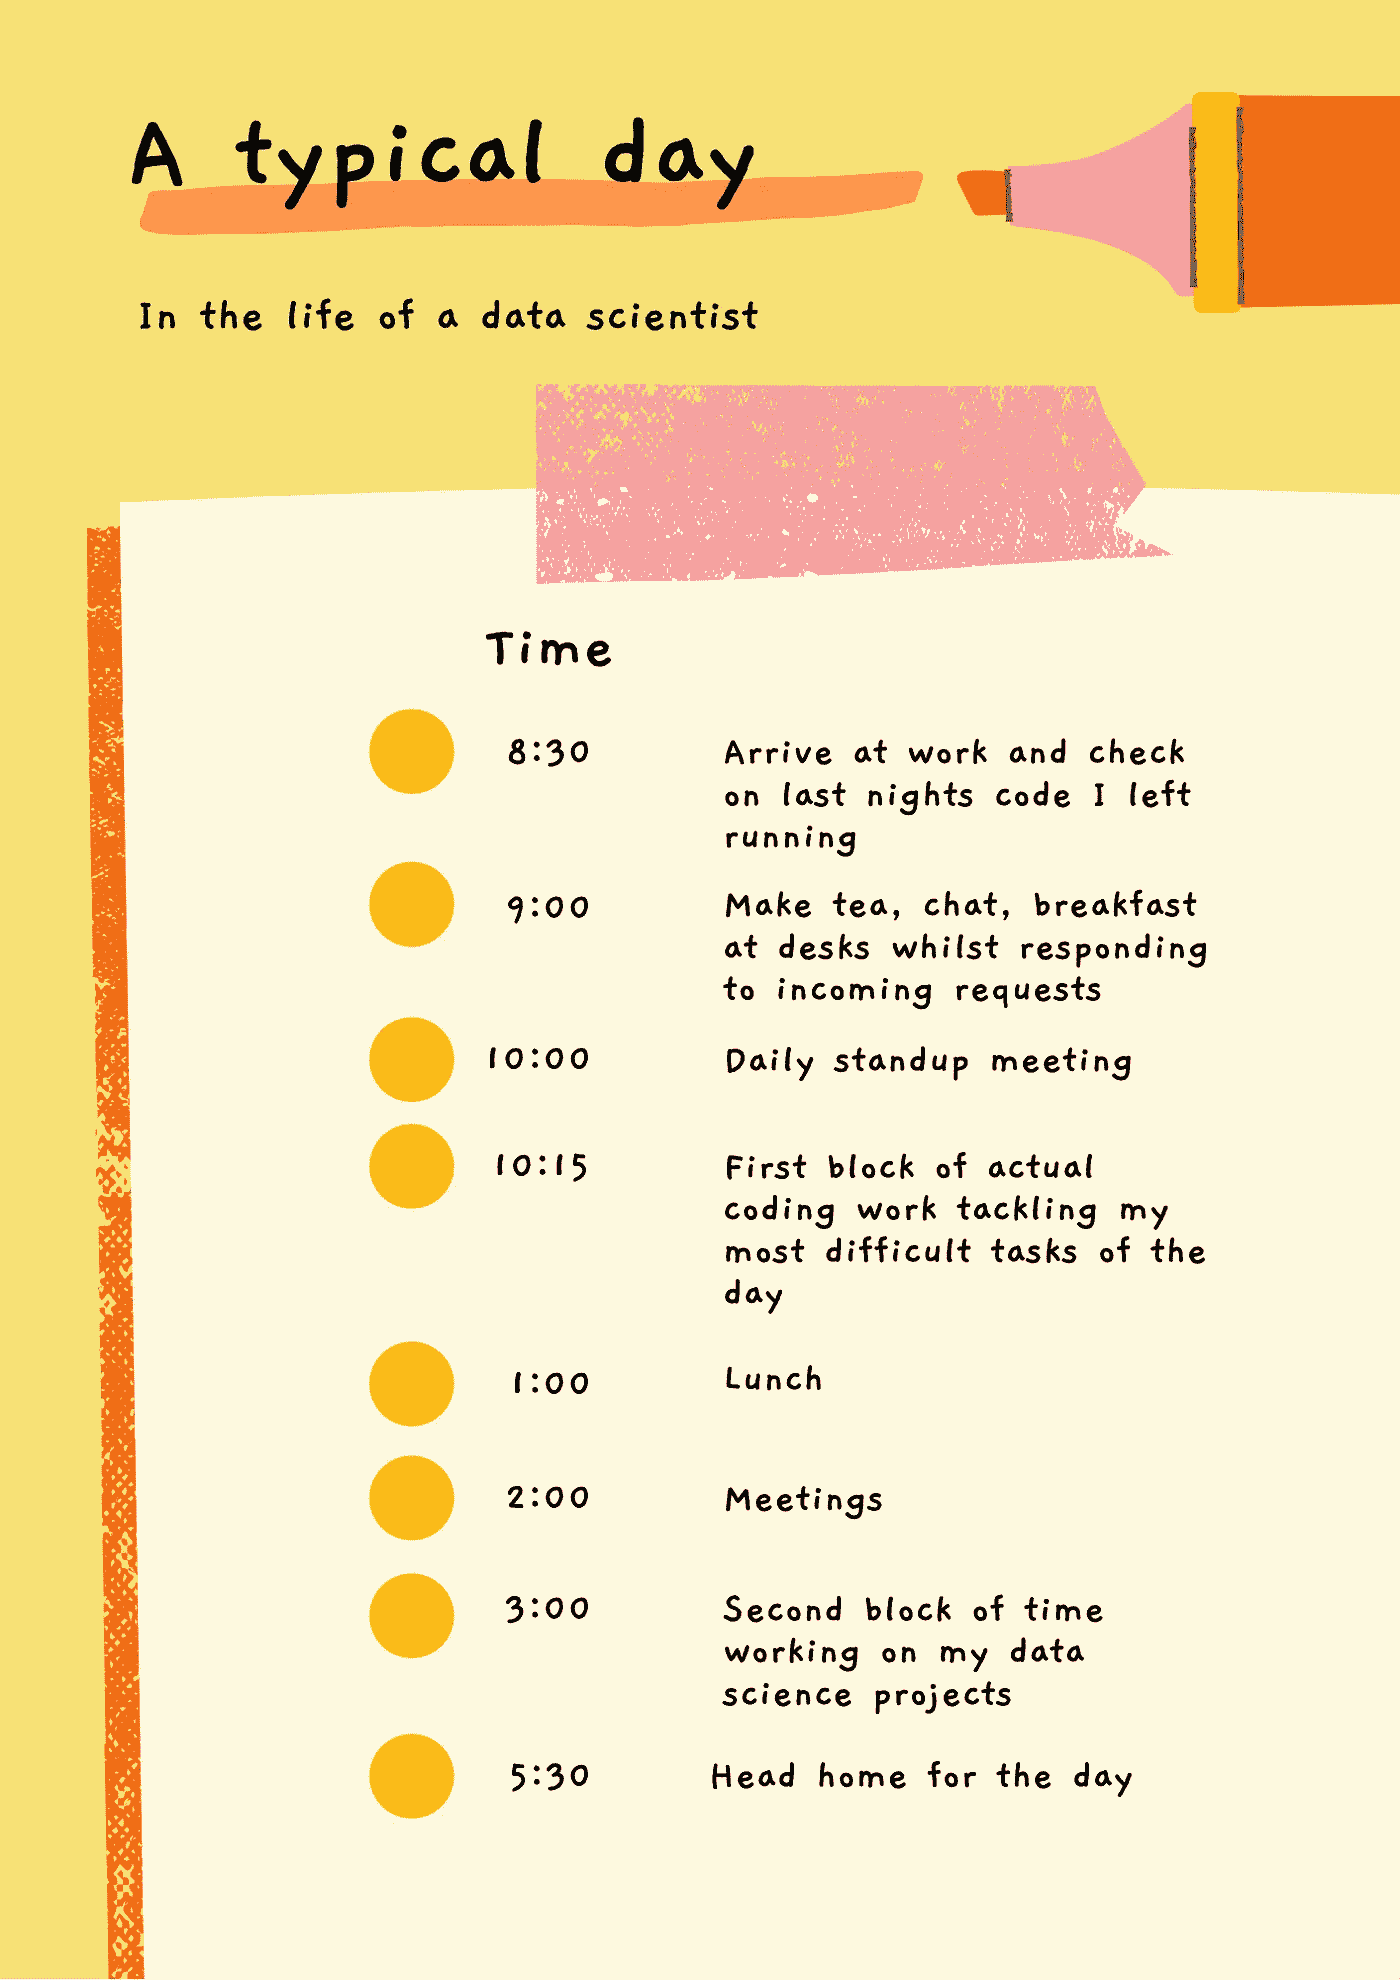 A typical day
In the life of a data scientist
Time
8:30
Arrive at work and check
on last nights code I left
running
9:00
Make tea, chat, breakfast
at desks whilst responding
to incoming requests
10:00
Daily standup meeting
10:15
First block of actual
coding work tackling my
most difficult tasks of the
day
1:00
Lunch
2:00
Meetings
3:00
Second block of time
working on my data
science projects
5:30
Head home for the day